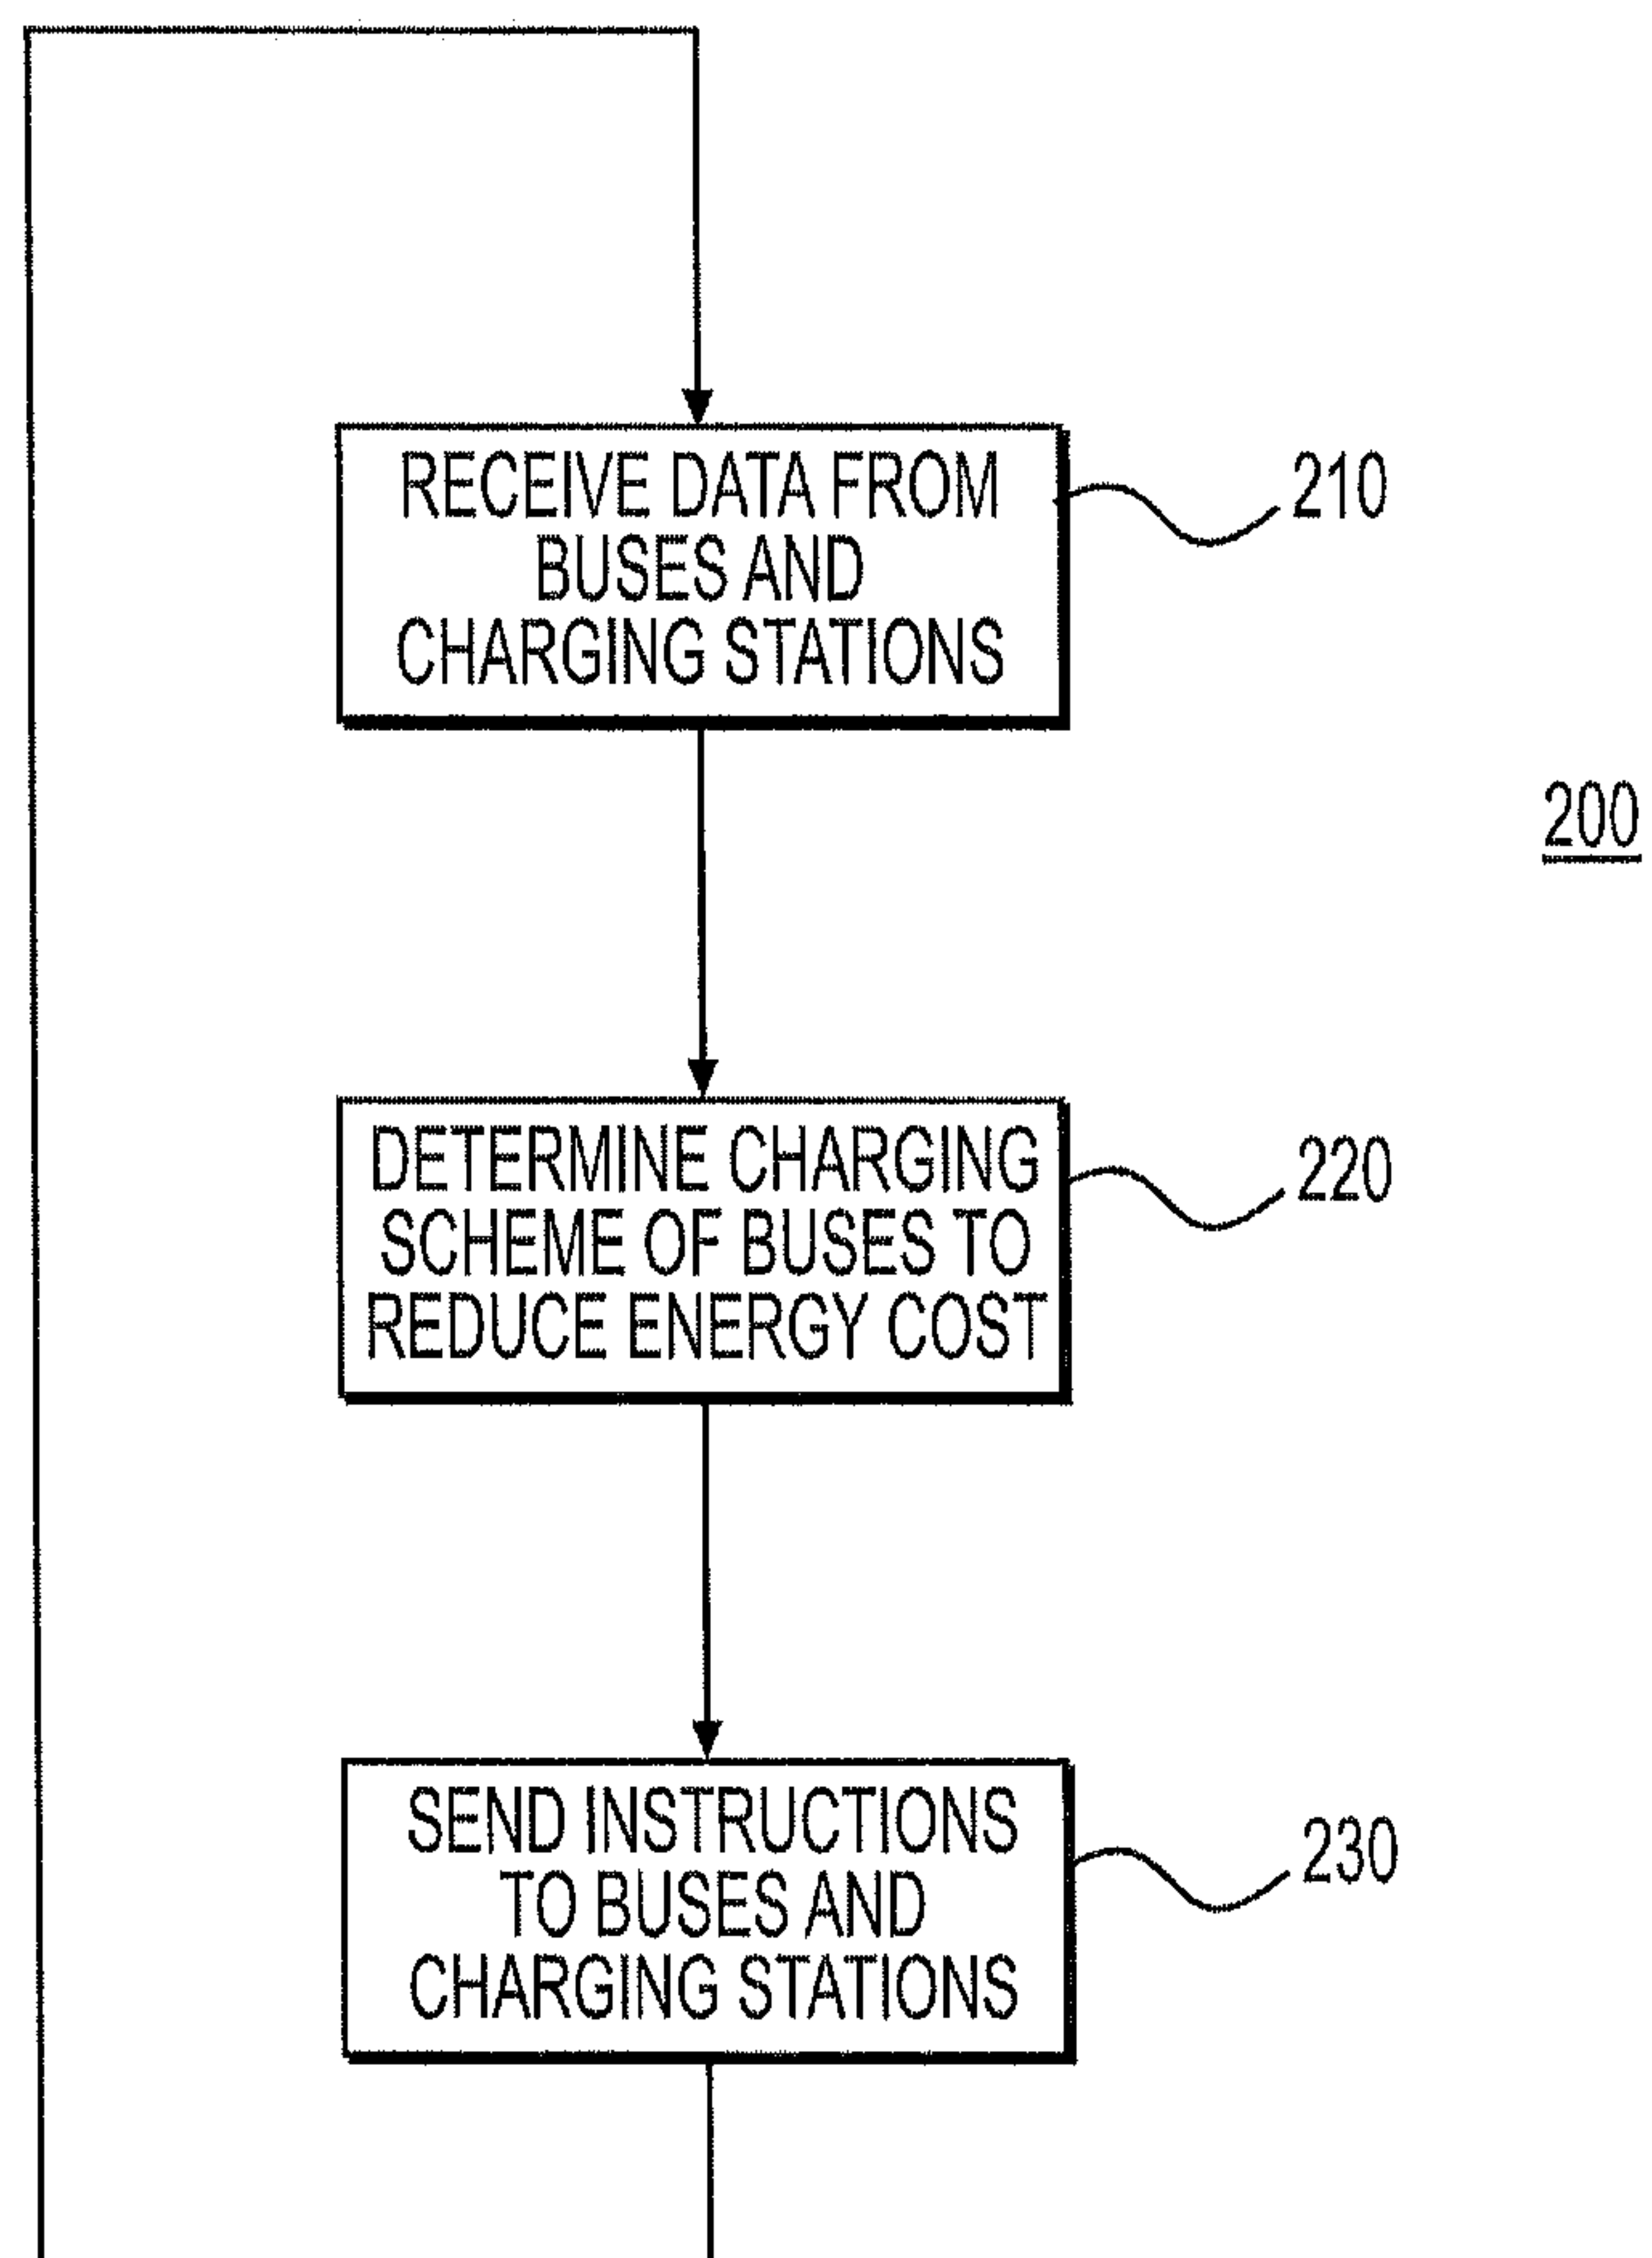 RECEIVE DATA FROM
BUSES AND
CHARGING STATIONS
210
200
DETERMINE CHARGING
SCHEME OF BUSES TO
REDUCE ENERGY COST
220
SEND INSTRUCTIONS
TO BUSES AND
CHARGING STATIONS
230